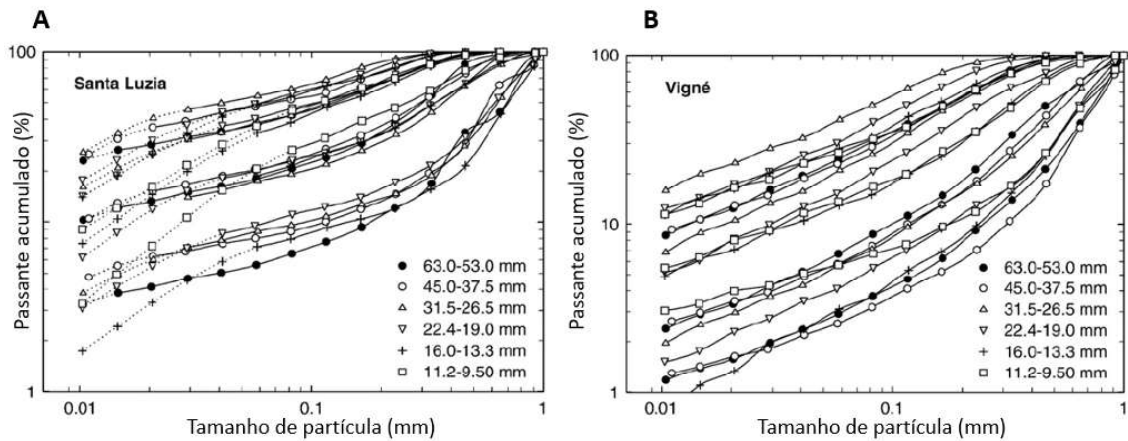 A
Santa Luzia
Passante acumulado (%)
100
10
1
63.0-53.0 mm
45.0-37.5 mm
31.5-26.5 mm
22.4-19.0 mm
16.0-13.3 mm
11.2-9.50 mm
0.01
0.1
1
Tamanho de partícula (mm)
B
Vigné
Passante acumulado (%)
100
10
1
63.0-53.0 mm
45.0-37.5 mm
31.5-26.5 mm
22.4-19.0 mm
16.0-13.3 mm
11.2-9.50 mm
0.01
0.1
1
Tamanho de partícula (mm)